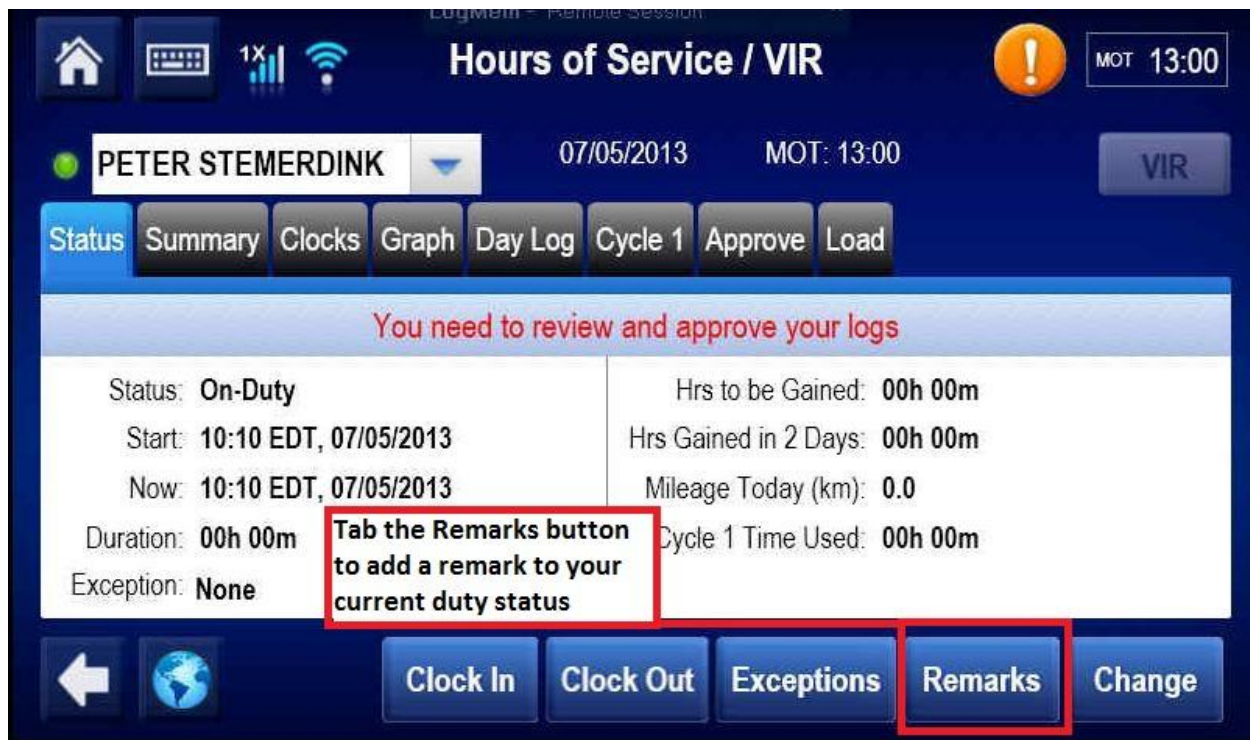 LogMeIn - Remote Session
1X
Hours of Service / VIR
MOT 13:00
PETER STEMERDINK
07/05/2013 MOT: 13:00
VIR
Status Summary Clocks Graph Day Log Cycle 1 Approve Load
You need to review and approve your logs
Status: On-Duty
Start: 10:10 EDT, 07/05/2013
Now: 10:10 EDT, 07/05/2013
Duration: 00h 00m
Exception: None
Hrs to be Gained: 00h 00m
Hrs Gained in 2 Days: 00h 00m
Mileage Today (km): 0.0
Cycle 1 Time Used: 00h 00m
Tab the Remarks button
to add a remark to your
current duty status
Clock In Clock Out Exceptions Remarks Change